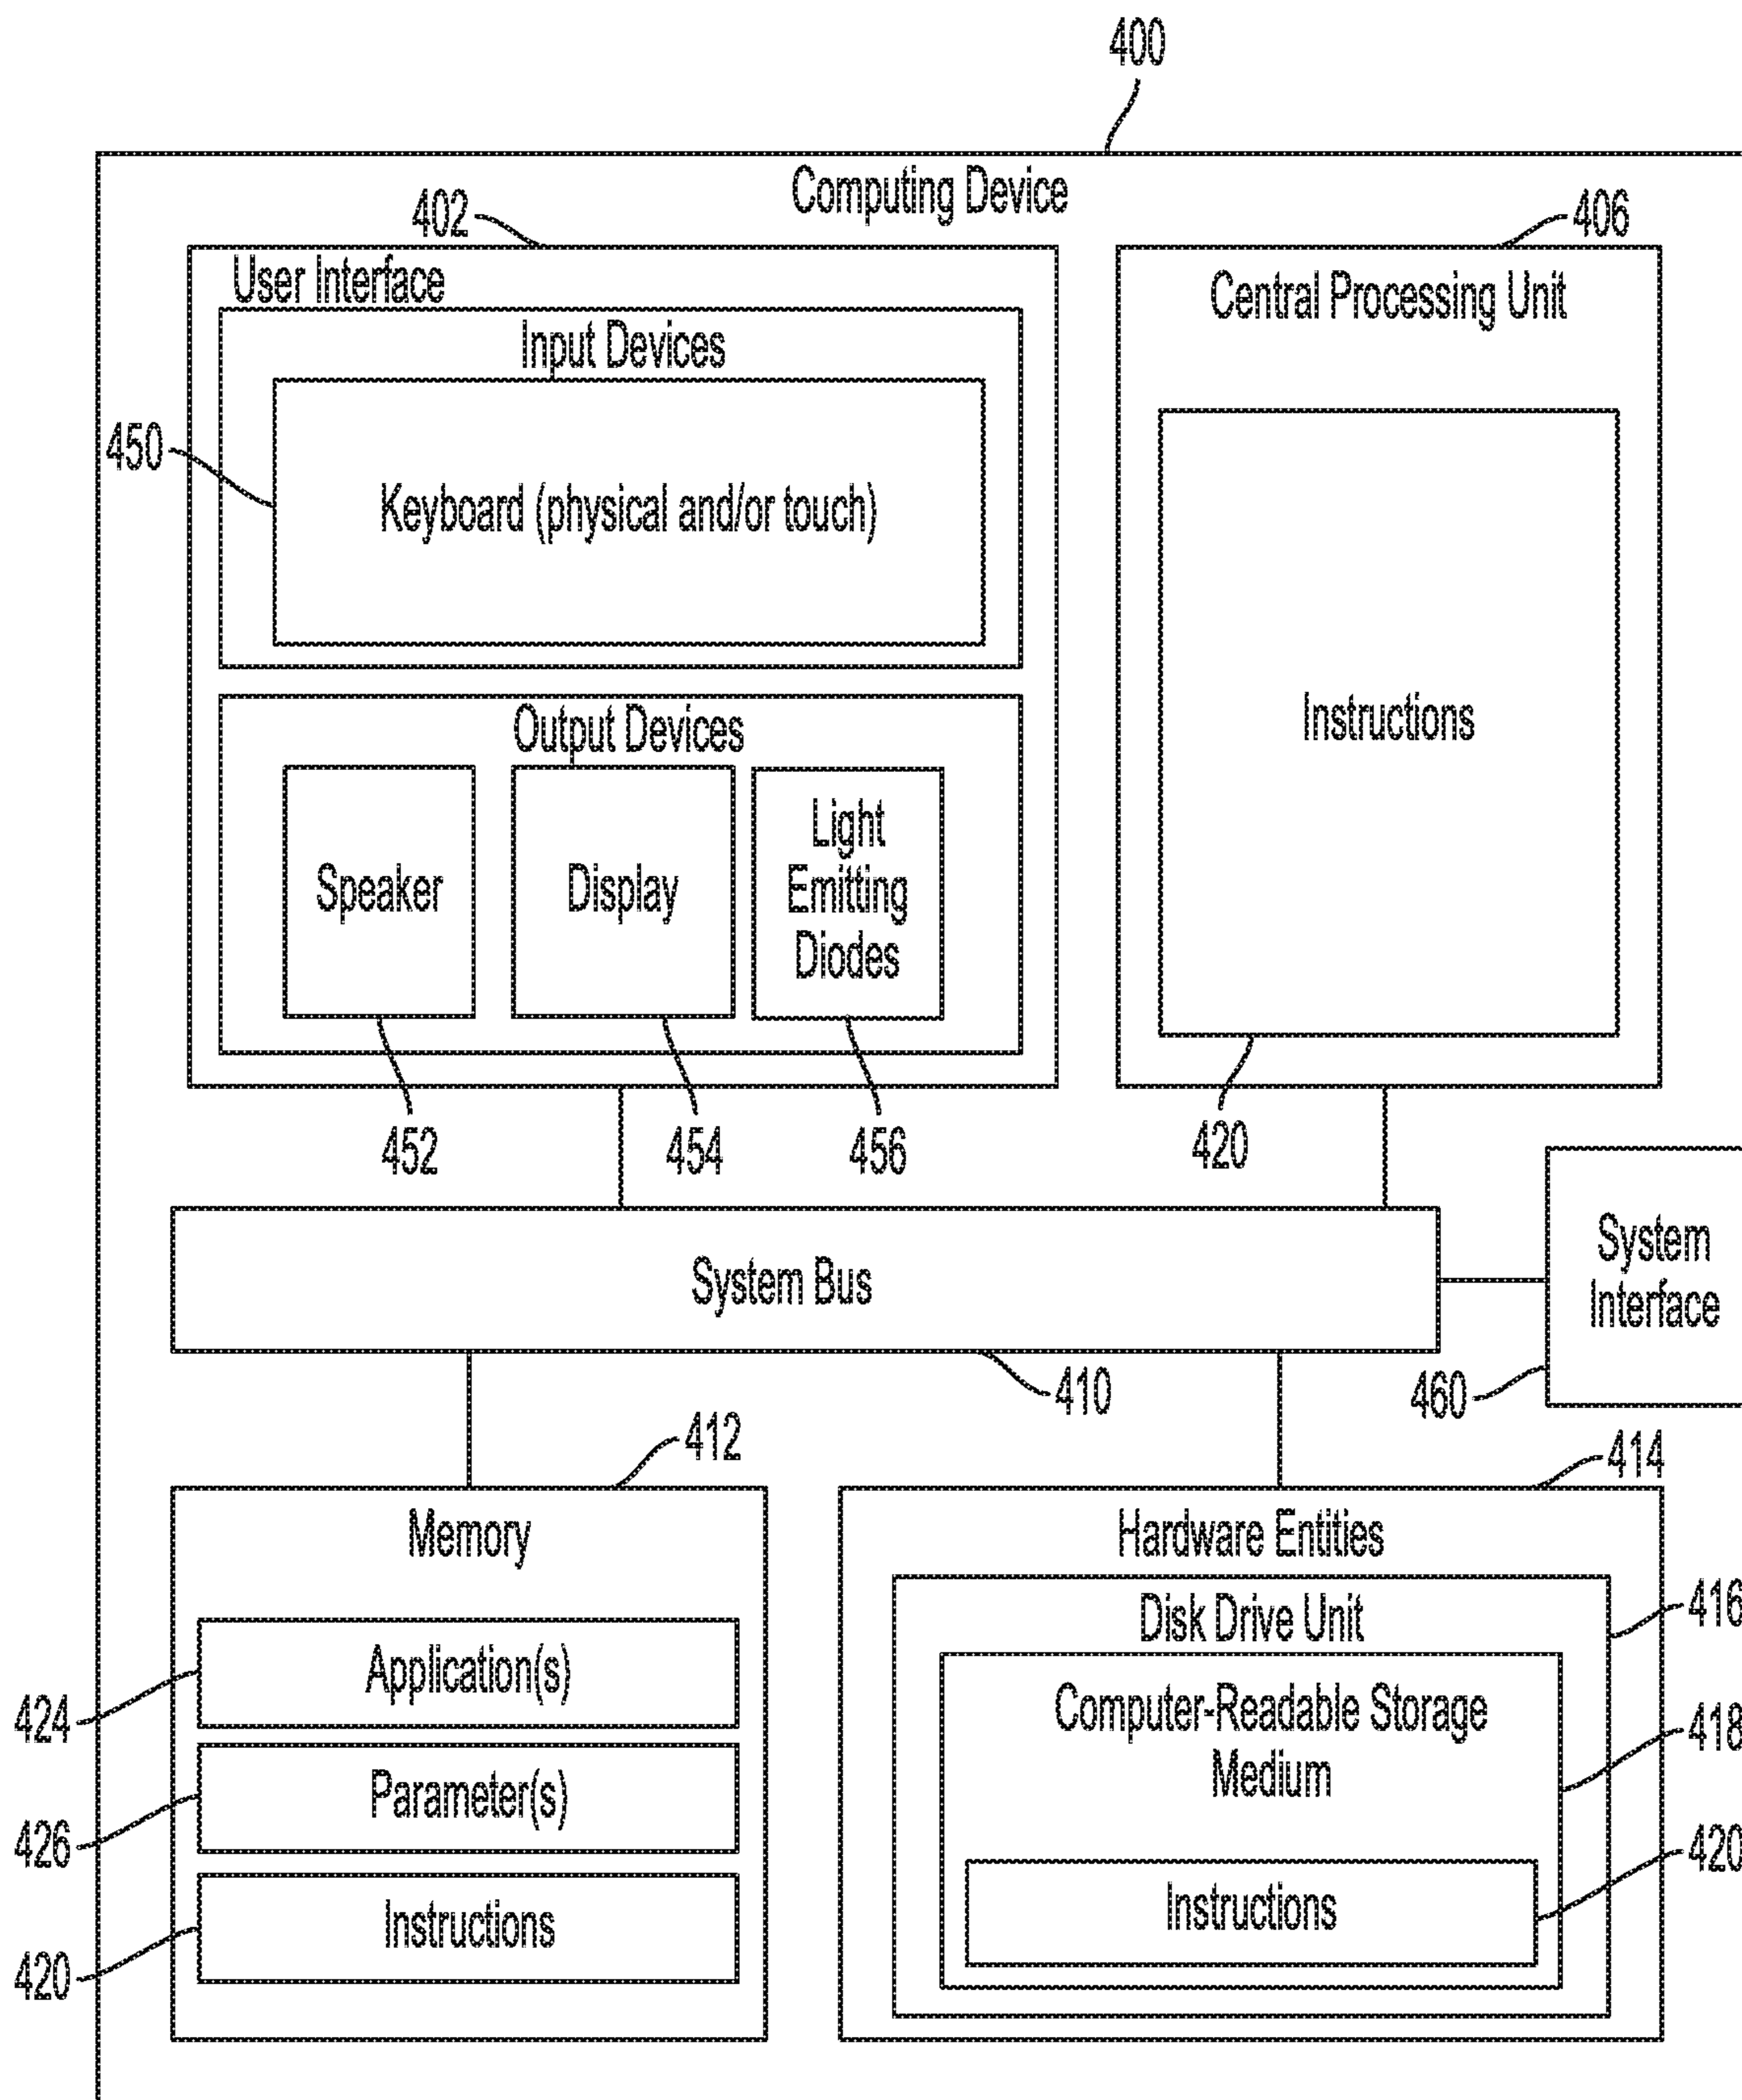 400
Computing Device
402
406
User Interface
Central Processing Unit
Input Devices
450
Keyboard (physical and/or touch)
Instructions
Output Devices
Speaker
Display
Light
Emitting
Diodes
452
454
456
420
System Bus
System
Interface
410
460
412
414
Memory
Hardware Entities
416
Disk Drive Unit
Application(s)
424
Computer-Readable Storage
Medium
418
Parameter(s)
426
420
Instructions
Instructions
420